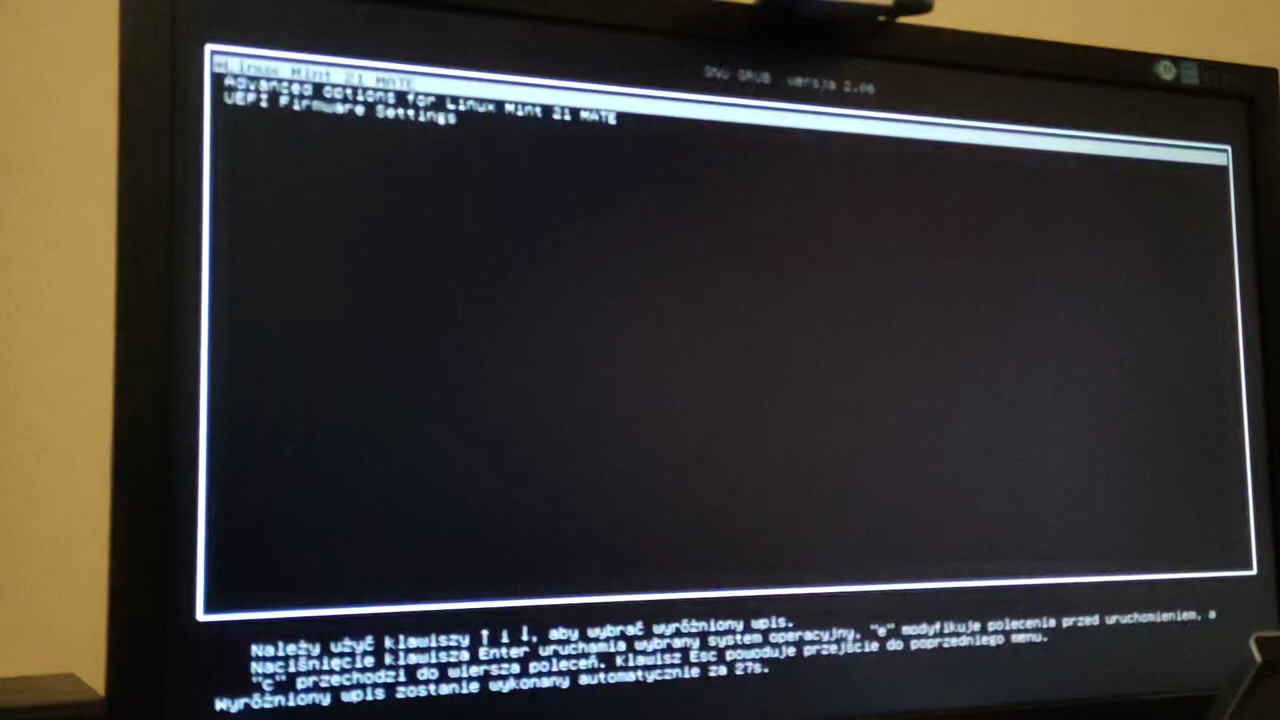 GNU GRUB wersja 2.06
*Linux Mint 21 MATE
Advanced options for Linux Mint 21 MATE
UEFI Firmware Settings
Należy użyć klawiszy ↑ i ↓, aby wybrać wyróżniony wpis.
Naciśnięcie klawisza Enter uruchamia wybrany system operacyjny, "e" modyfikuje polecenia przed uruchomieniem, a
"c" przechodzi do wiersza poleceń. Klawisz Esc powoduje przejście do poprzedniego menu.
Wyróżniony wpis zostanie wykonany automatycznie za 27s.